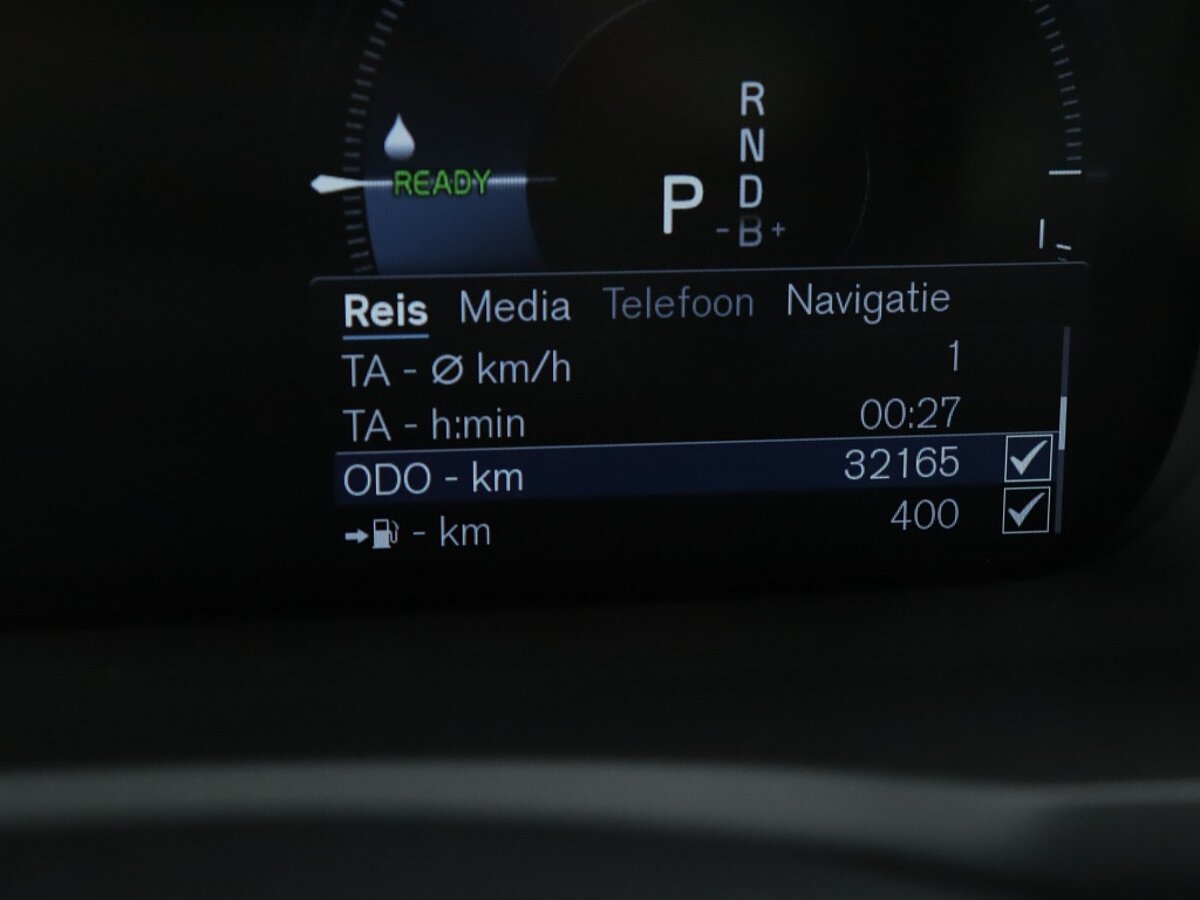 R
N
D
P -B+
READY
Reis Media Telefoon Navigatie
TA - Ø km/h 1
TA - h:min 00:27
ODO - km 32165
- km 400